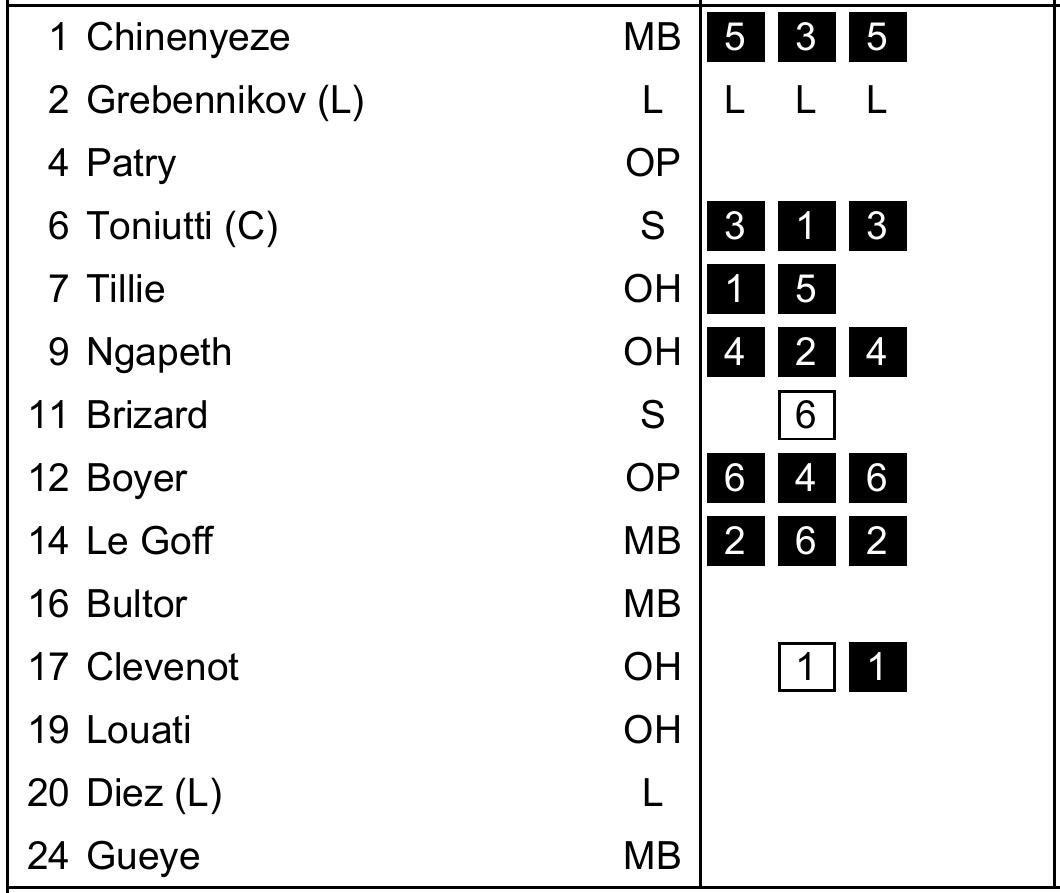 1 Chinenyeze MB 5 3 5
2 Grebennikov (L) L L L L
4 Patry OP
6 Toniutti (C) S 3 1 3
7 Tillie OH 1 5
9 Ngapeth OH 4 2 4
11 Brizard S 6
12 Boyer OP 6 4 6
14 Le Goff MB 2 6 2
16 Bultor MB
17 Clevenot OH 1 1
19 Louati OH
20 Diez (L) L
24 Gueye MB